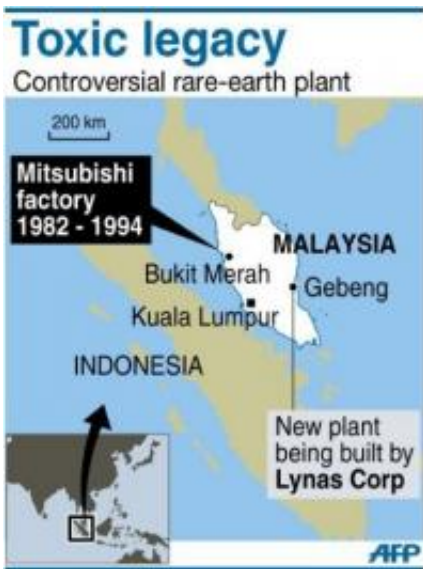 Toxic legacy
Controversial rare-earth plant
200 km
Mitsubishi
factory
1982 - 1994
MALAYSIA
Bukit Merah
Gebeng
Kuala Lumpur
INDONESIA
New plant
being built by
Lynas Corp
AFP